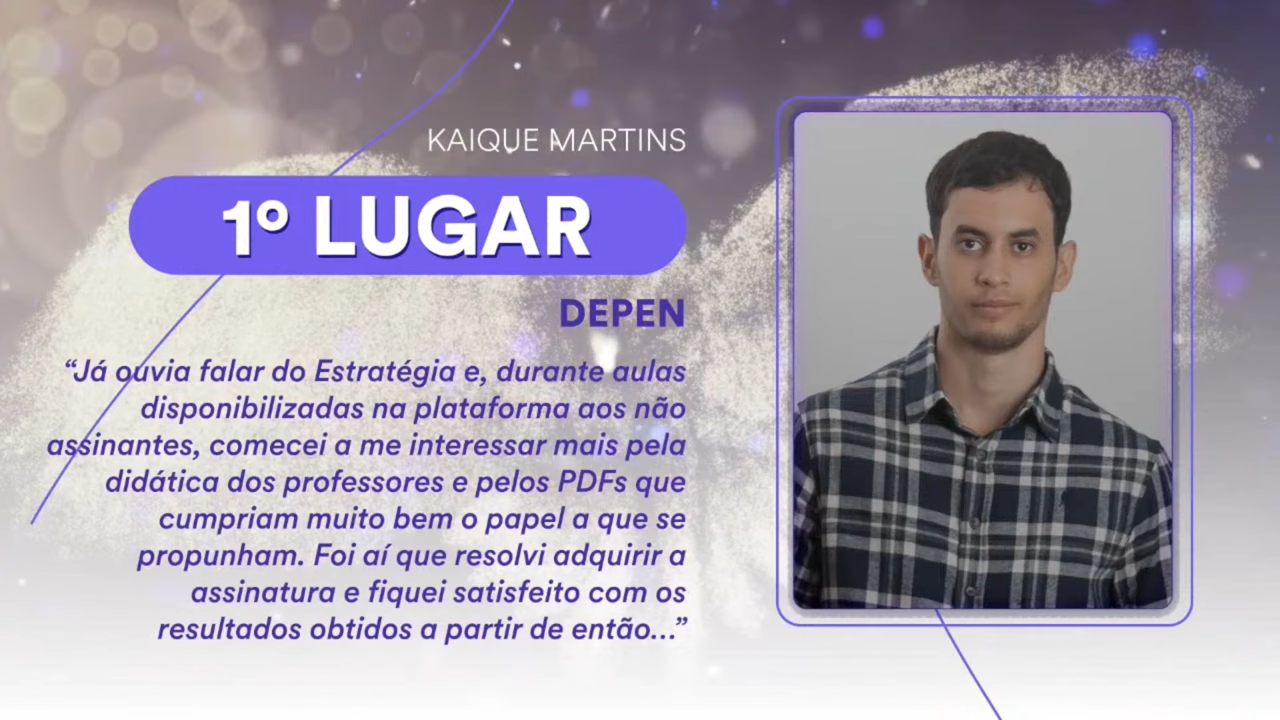 KAIQUE MARTINS
1º LUGAR
DEPEN
“Já ouvia falar do Estratégia e, durante aulas
disponibilizadas na plataforma aos não
assinantes, comecei a me interessar mais pela
didática dos professores e pelos PDFs que
cumpriam muito bem o papel a que se
propunham. Foi aí que resolvi adquirir a
assinatura e fiquei satisfeito com os
resultados obtidos a partir de então...”